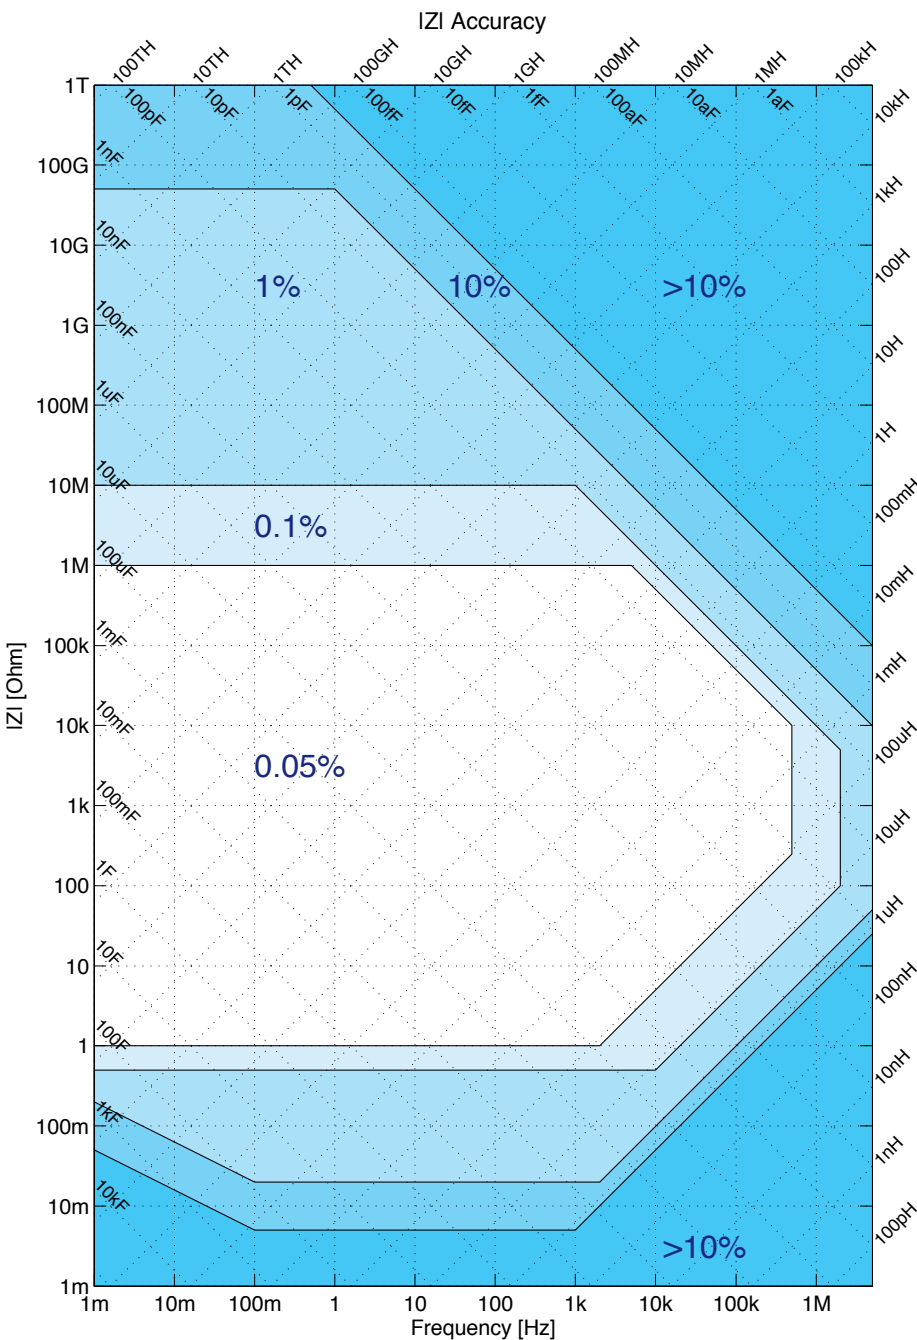 |Z| Accuracy
100TH
10TH
1TH
100GH
10GH
1GH
100MH
10MH
1MH
100kH
1T
100pF
10pF
1pF
100fF
10fF
1fF
100aF
10aF
1aF
10kH
1nF
100G
1kH
10nF
10G
100H
1%
10%
>10%
100nF
1G
10H
1uF
100M
1H
10uF
10M
100mH
0.1%
100uF
1M
10mH
1mF
100k
1mH
|Z| [Ohm]
10mF
10k
100uH
0.05%
100mF
1k
10uH
1F
100
1uH
10F
10
100nH
100F
1
10nH
1kF
100m
1nH
10kF
10m
100pH
>10%
1m
1m
10m
100m
1
10
100
1k
10k
100k
1M
Frequency [Hz]